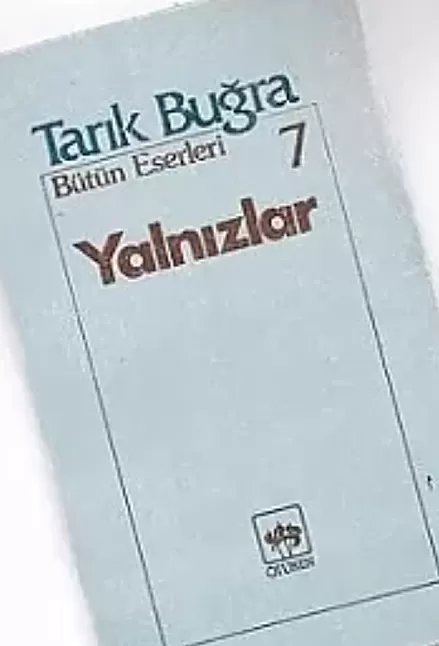 Tarık Buğra
Bütün Eserleri 7
Yalnızlar
ÖTÜKEN